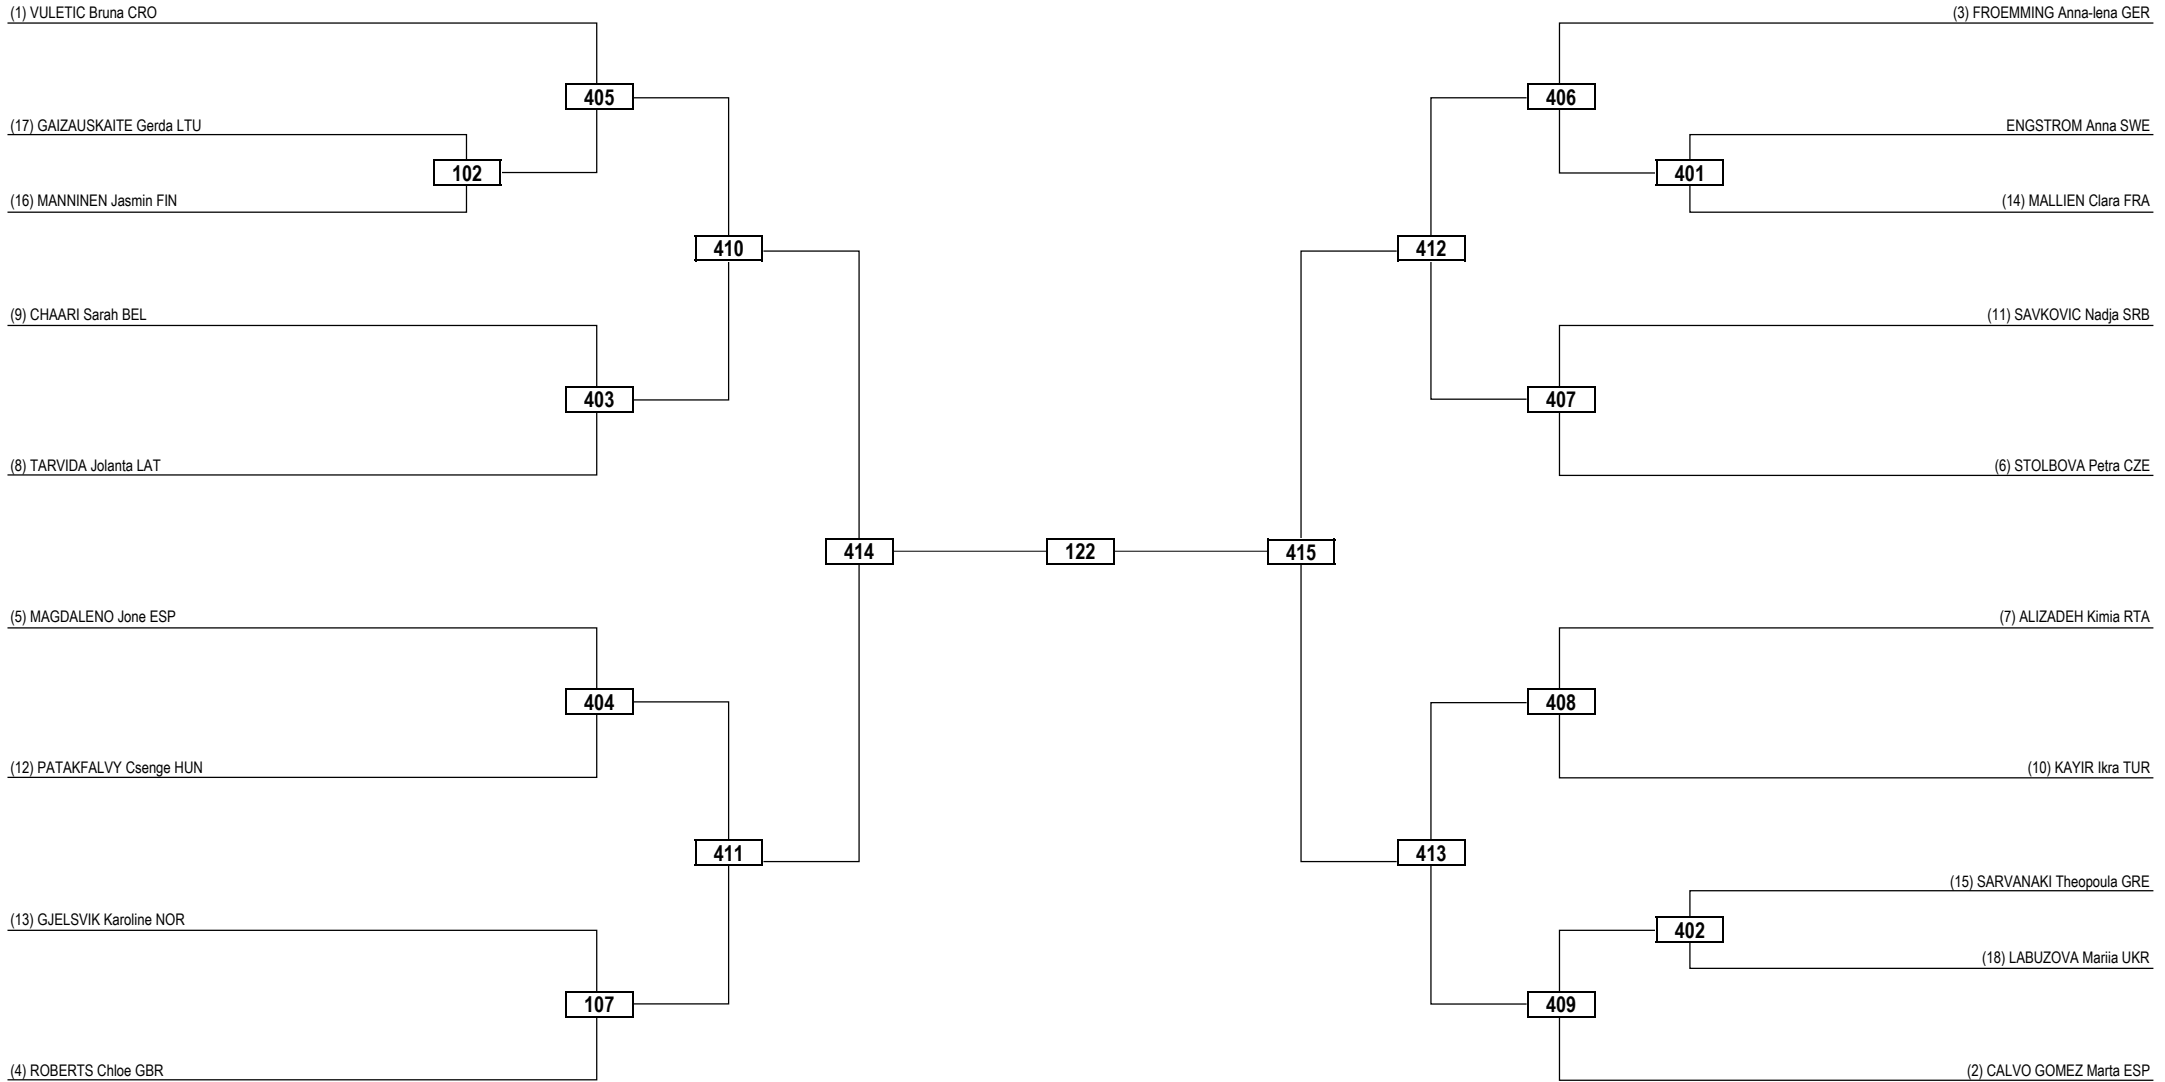 (1) VULETIC Bruna CRO
(3) FROEMMING Anna-lena GER
405
406
(17) GAIZAUSKAITE Gerda LTU
ENGSTROM Anna SWE
102
401
(16) MANNINEN Jasmin FIN
(14) MALLIEN Clara FRA
410
412
(9) CHAARI Sarah BEL
(11) SAVKOVIC Nadja SRB
403
407
(8) TARVIDA Jolanta LAT
(6) STOLBOVA Petra CZE
414
122
415
(5) MAGDALENO Jone ESP
(7) ALIZADEH Kimia RTA
404
408
(12) PATAKFALVY Csenge HUN
(10) KAYIR Ikra TUR
411
413
(15) SARVANAKI Theopoula GRE
(13) GJELSVIK Karoline NOR
402
(18) LABUZOVA Mariia UKR
107
409
(4) ROBERTS Chloe GBR
(2) CALVO GOMEZ Marta ESP